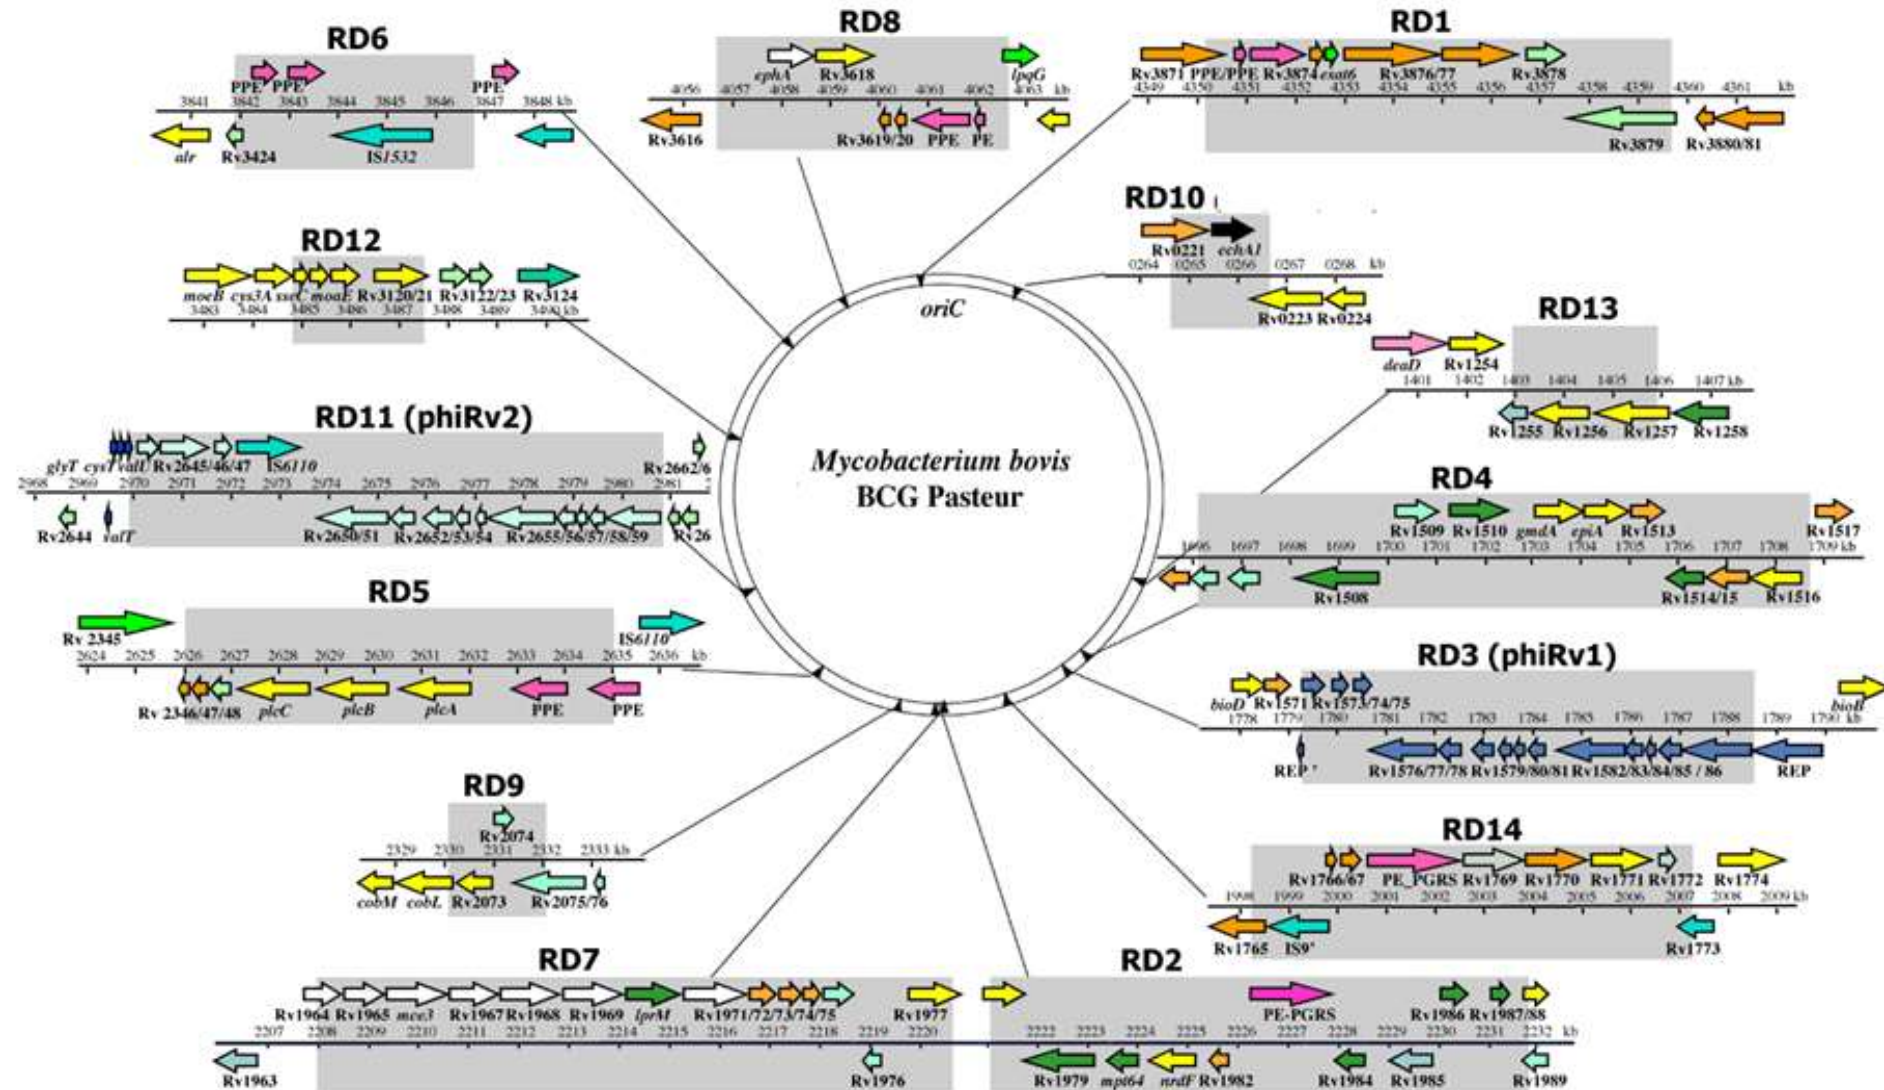 RD6
PPE PPE PPE
3841 3842 3843 3844 3845 3846 3847 3848 kb
alr Rv3424 IS1532
RD8
ephA Rv3618 lpqG
4056 4057 4058 4059 4060 4061 4062 4063 kb
Rv3616 Rv3619/20 PPE PE
RD1
Rv3871 PPE/PPE Rv3874 esat6 Rv3876/77 Rv3878
4349 4350 4351 4352 4353 4354 4355 4356 4357 4358 4359 4360 4361 kb
Rv3879 Rv3880/81
RD10
Rv0221 echA1
0264 0265 0266 0267 0268 kb
Rv0223 Rv0224
RD12
moeB cys3A sseC moaE Rv3120/21 Rv3122/23 Rv3124
3483 3484 3485 3486 3487 3488 3489 3490 kb
RD13
deaD Rv1254
1401 1402 1403 1404 1405 1406 1407 kb
Rv1255 Rv1256 Rv1257 Rv1258
oriC
Mycobacterium bovis
BCG Pasteur
RD11 (phiRv2)
glyT cysT valU Rv2645/46/47 IS6110 Rv2662/6
2968 2969 2970 2971 2972 2973 2974 2975 2976 2977 2978 2979 2980 2981
Rv2644 valT Rv2650/51 Rv2652/53/54 Rv2655/56/57/58/59 Rv26
RD4
Rv1509 Rv1510 gmdA epiA Rv1513 Rv1517
1696 1697 1698 1699 1700 1701 1702 1703 1704 1705 1706 1707 1708 1709 kb
Rv1508 Rv1514/15 Rv1516
RD5
Rv 2345 IS6110
2624 2625 2626 2627 2628 2629 2630 2631 2632 2633 2634 2635 2636 kb
Rv 2346/47/48 plcC plcB plcA PPE PPE
RD3 (phiRv1)
bioD Rv1571 Rv1573/74/75 bioB
1778 1779 1780 1781 1782 1783 1784 1785 1786 1787 1788 1789 1790 kb
REP ' Rv1576/77/78 Rv1579/80/81 Rv1582/83/84/85 / 86 REP
RD9
Rv2074
2329 2330 2331 2332 2333 kb
cobM cobL Rv2073 Rv2075/76
RD14
Rv1766/67 PE_PGRS Rv1769 Rv1770 Rv1771 Rv1772 Rv1774
1998 1999 2000 2001 2002 2003 2004 2005 2006 2007 2008 2009 kb
Rv1765 IS9' Rv1773
RD7
Rv1964 Rv1965 mce3 Rv1967 Rv1968 Rv1969 lprM Rv1971/72/73/74/75 Rv1977
2207 2208 2209 2210 2211 2212 2213 2214 2215 2216 2217 2218 2219 2220
Rv1963 Rv1976
RD2
PE-PGRS Rv1986 Rv1987/88
2222 2223 2224 2225 2226 2227 2228 2229 2230 2231 2232 kb
Rv1979 mpt64 nrdF Rv1982 Rv1984 Rv1985 Rv1989